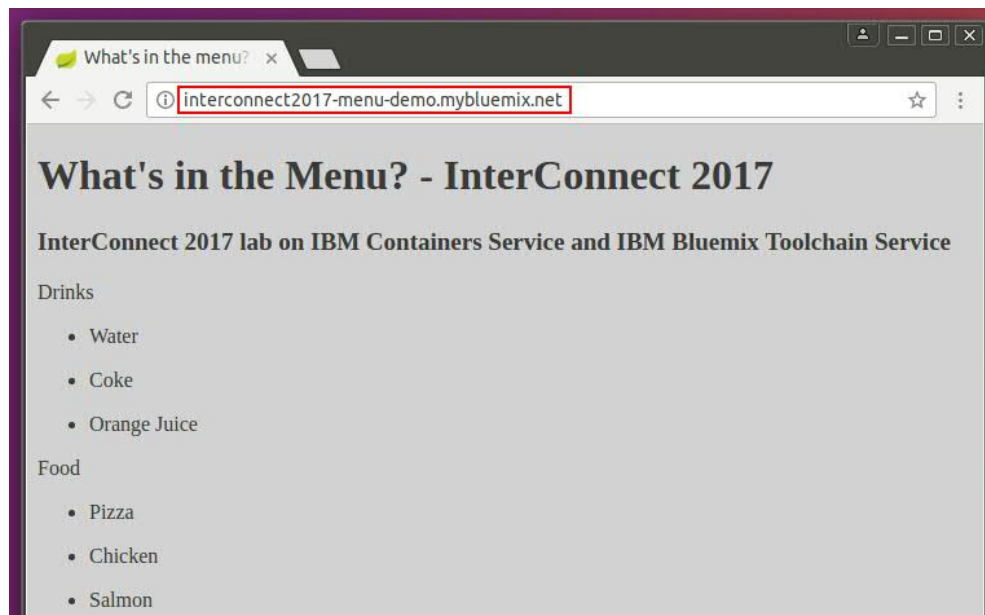 What's in the menu?
interconnect2017-menu-demo.mybluemix.net
What's in the Menu? - InterConnect 2017
InterConnect 2017 lab on IBM Containers Service and IBM Bluemix Toolchain Service
Drinks
Water
Coke
Orange Juice
Food
Pizza
Chicken
Salmon